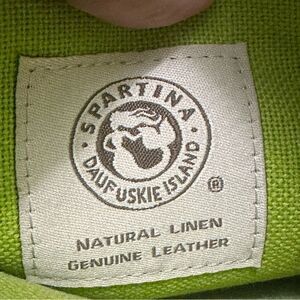 SPARTINA
DAUFUSKIE ISLAND
®
NATURAL LINEN
GENUINE LEATHER